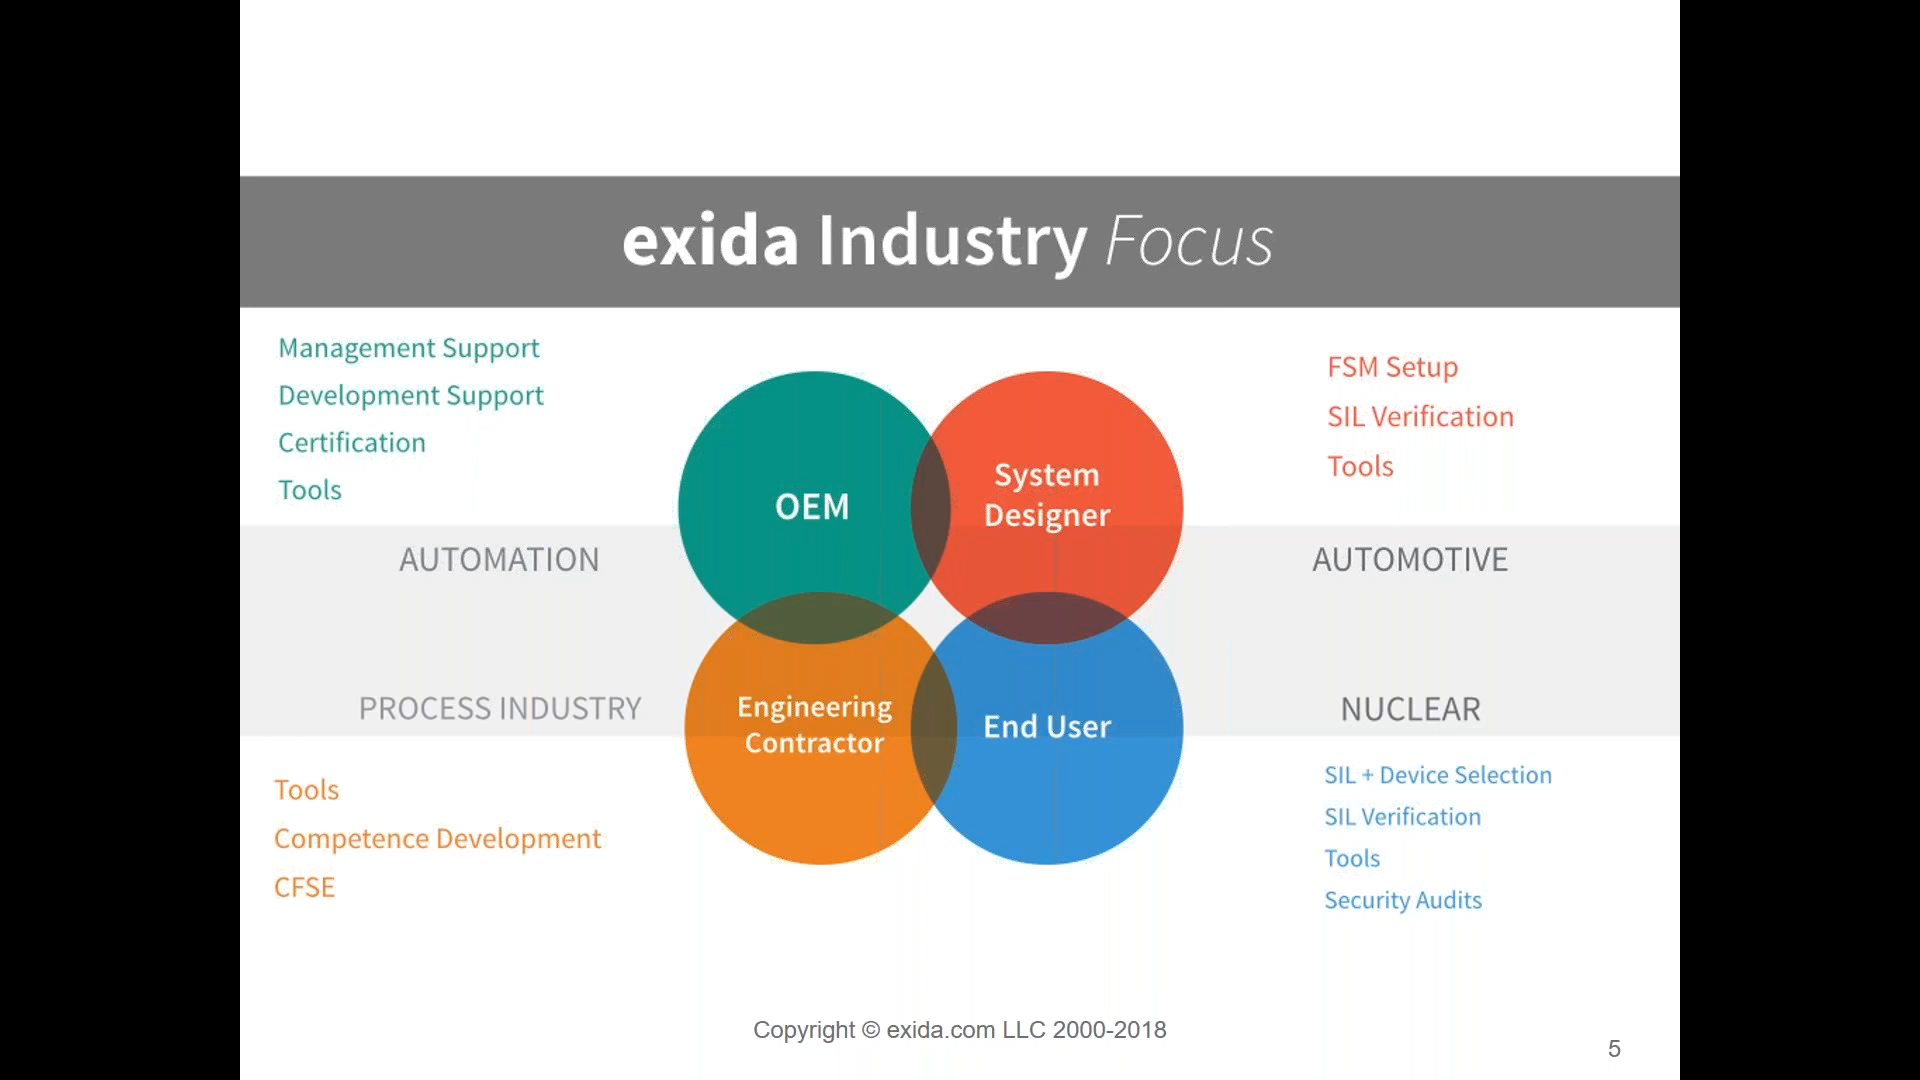 exida Industry Focus
Management Support
Development Support
Certification
Tools
FSM Setup
SIL Verification
Tools
OEM
System
Designer
AUTOMATION
AUTOMOTIVE
PROCESS INDUSTRY
NUCLEAR
Engineering
Contractor
End User
Tools
Competence Development
CFSE
SIL + Device Selection
SIL Verification
Tools
Security Audits
Copyright © exida.com LLC 2000-2018
5